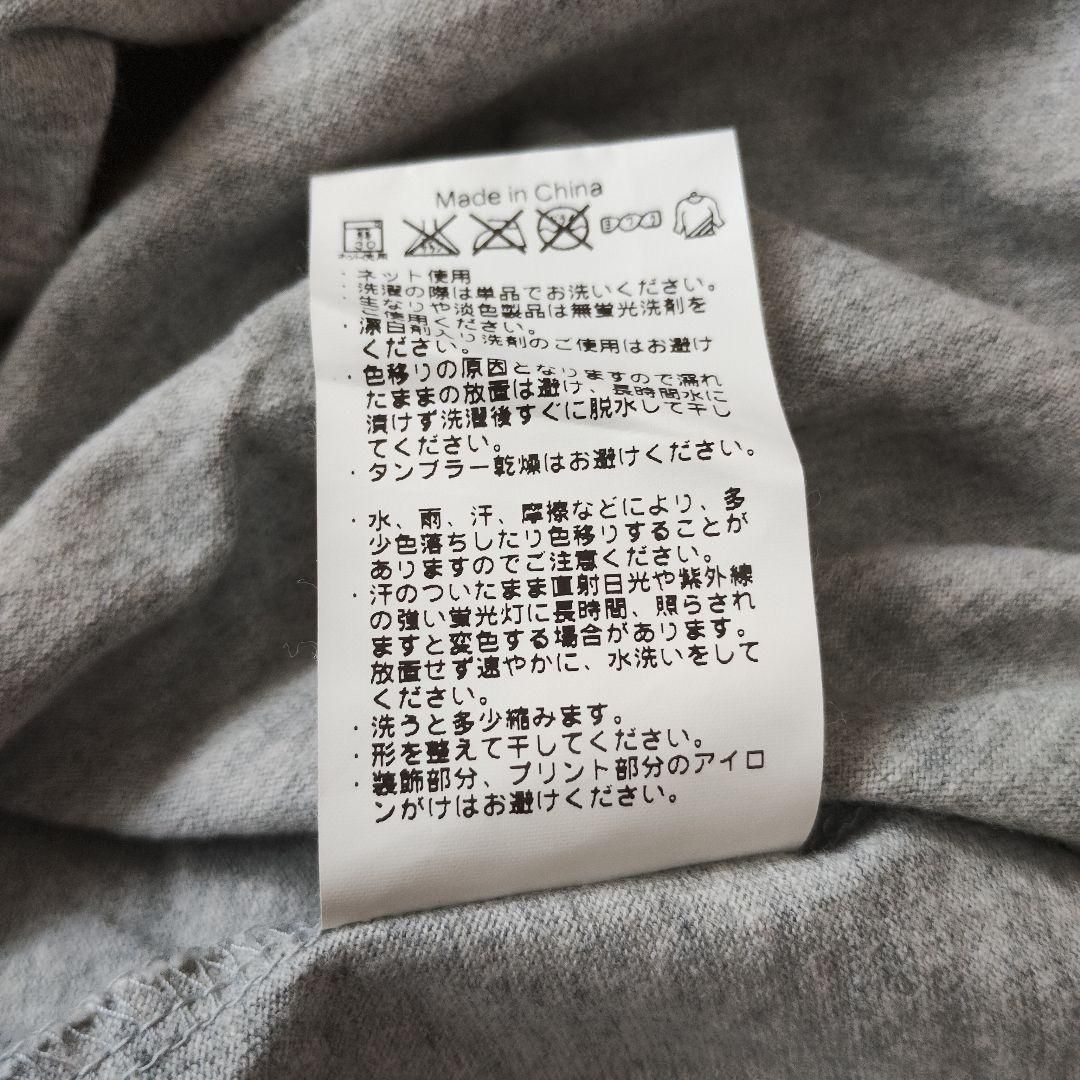 Made in China
・ネット使用
・洗濯の際は単品でお洗いください。
・生なりや淡色製品は無蛍光洗剤を
ご使用ください。
・漂白剤入り洗剤のご使用はお避け
ください。
・色移りの原因となりますので濡れ
たままの放置は避け、長時間水に
漬けず洗濯後すぐに脱水して干し
てください。
・タンブラー乾燥はお避けください。
・水、雨、汗、摩擦などにより、多
少色落ちしたり色移りすることが
ありますのでご注意ください。
・汗のついたまま直射日光や紫外線
の強い蛍光灯に長時間、照らされ
ますと変色する場合があります。
放置せず速やかに、水洗いをして
ください。
・洗うと多少縮みます。
・形を整えて干してください。
・装飾部分、プリント部分のアイロ
ンがけはお避けください。